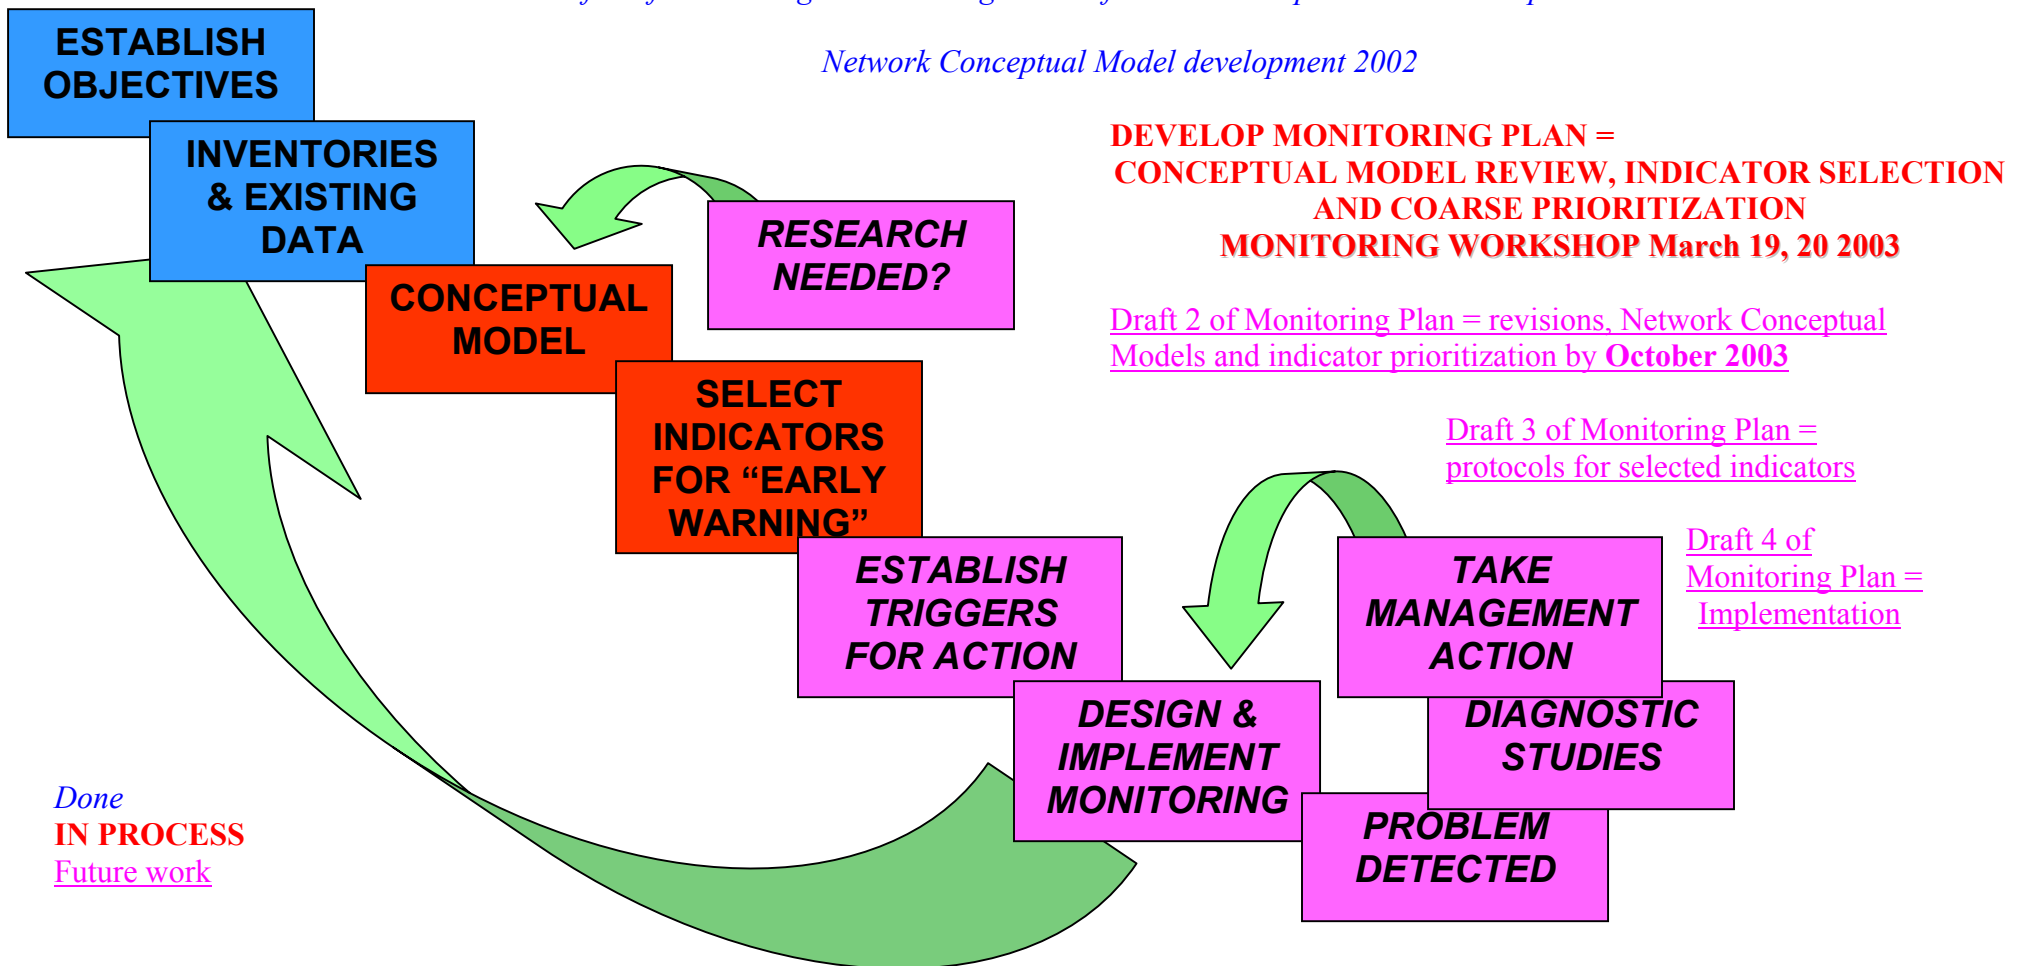 Network Conceptual Model development 2002
ESTABLISH
OBJECTIVES
INVENTORIES
& EXISTING
DATA
CONCEPTUAL
MODEL
RESEARCH
NEEDED?
SELECT
INDICATORS
FOR “EARLY
WARNING”
ESTABLISH
TRIGGERS
FOR ACTION
DESIGN &
IMPLEMENT
MONITORING
PROBLEM
DETECTED
DIAGNOSTIC
STUDIES
TAKE
MANAGEMENT
ACTION
DEVELOP MONITORING PLAN =
CONCEPTUAL MODEL REVIEW, INDICATOR SELECTION
AND COARSE PRIORITIZATION
MONITORING WORKSHOP March 19, 20 2003
Draft 2 of Monitoring Plan = revisions, Network Conceptual
Models and indicator prioritization by October 2003
Draft 3 of Monitoring Plan =
protocols for selected indicators
Draft 4 of
Monitoring Plan =
Implementation
Done
IN PROCESS
Future work